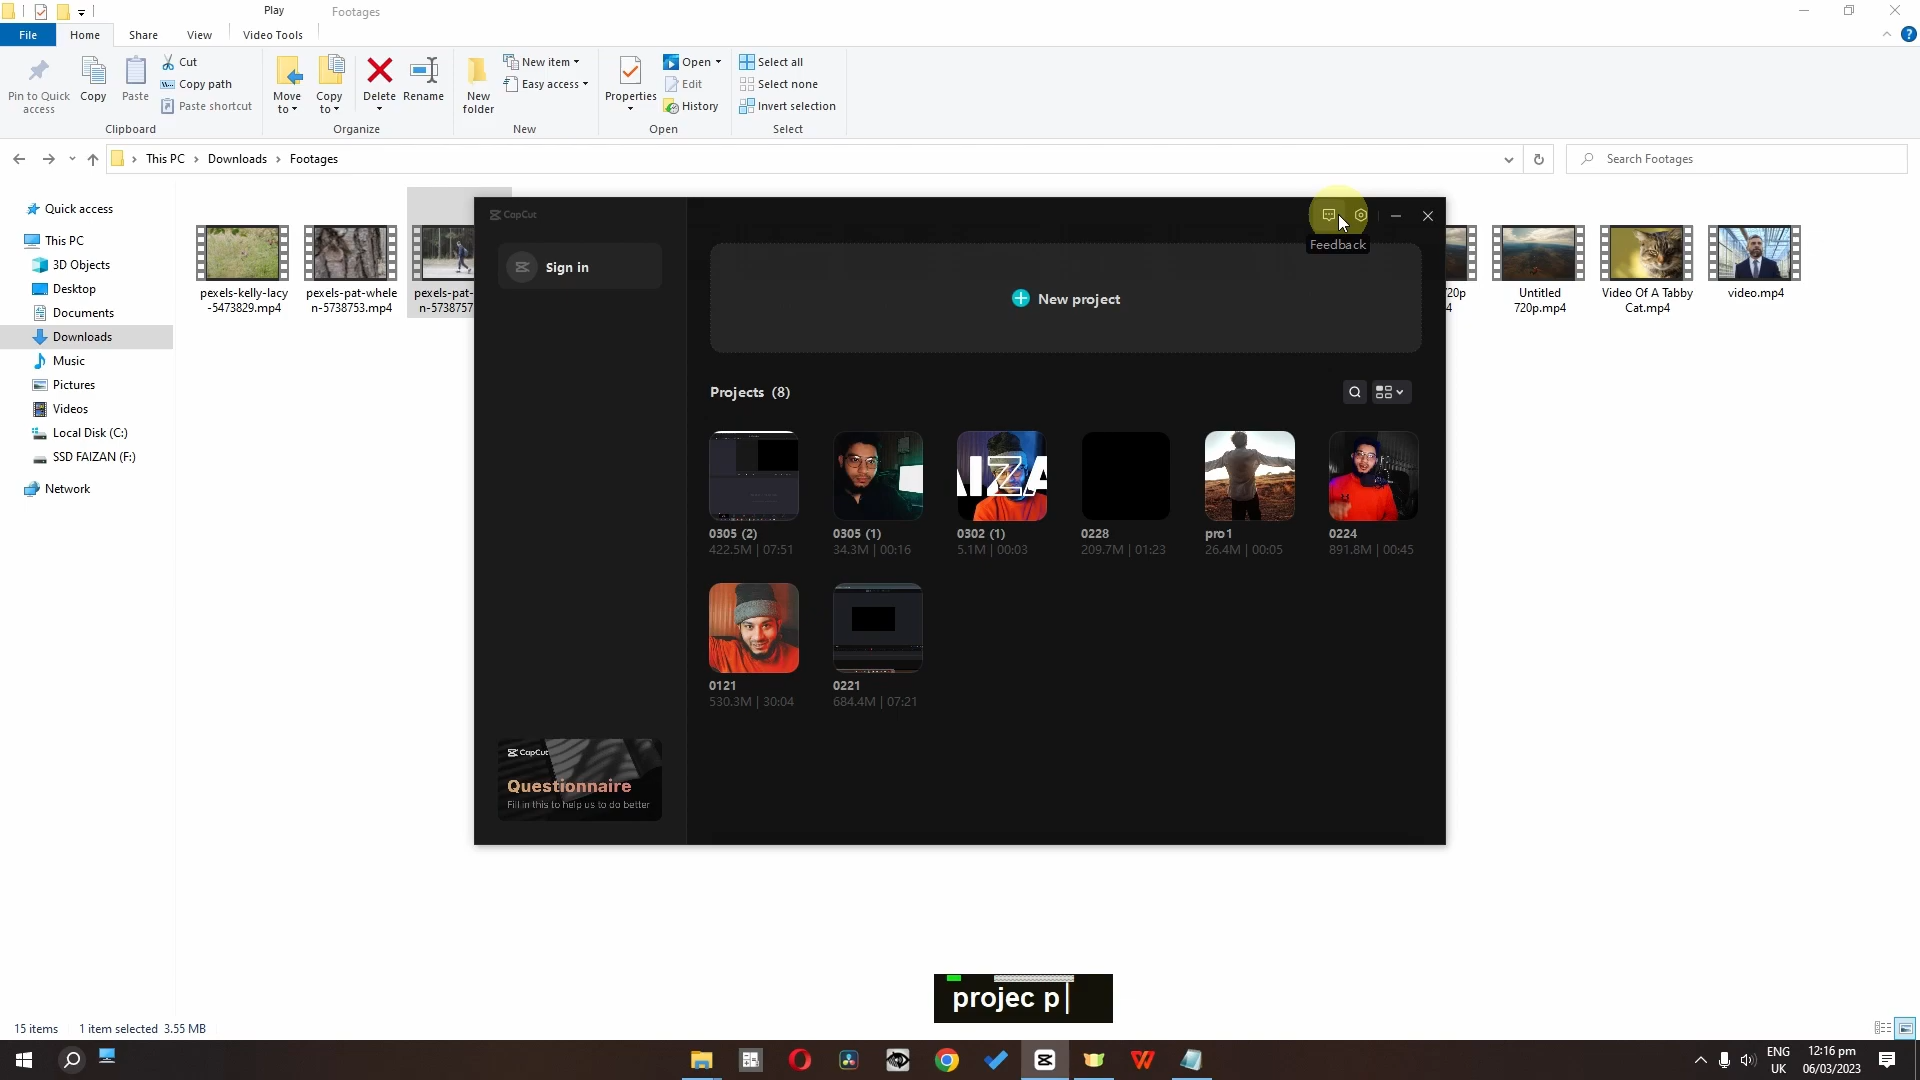 Play
Footages
File
Home
Share
View
Video Tools
Pin to Quick
access
Copy
Paste
Cut
Copy path
Paste shortcut
Clipboard
Move
to
Copy
to
Delete
Rename
Organize
New
folder
New item
Easy access
New
Properties
Open
Edit
History
Open
Select all
Select none
Invert selection
Select
This PC
Downloads
Footages
Search Footages
Quick access
This PC
3D Objects
Desktop
Documents
Downloads
Music
Pictures
Videos
Local Disk (C:)
SSD FAIZAN (F:)
Network
pexels-kelly-lacy
-5473829.mp4
pexels-pat-whele
n-5738753.mp4
pexels-pat-
n-5738757
20p
4
Untitled
720p.mp4
Video Of A Tabby
Cat.mp4
video.mp4
CapCut
Feedback
Sign in
New project
Projects (8)
AIZA
0305 (2)
422.5M | 07:51
0305 (1)
34.3M | 00:16
0302 (1)
5.1M | 00:03
0228
209.7M | 01:23
pro1
26.4M | 00:05
0224
891.8M | 00:45
0121
530.3M | 30:04
0221
684.4M | 07:21
CapCut
Questionnaire
Fill in this to help us to do better
projec p
15 items
1 item selected 3.55 MB
ENG
UK
12:16 pm
06/03/2023